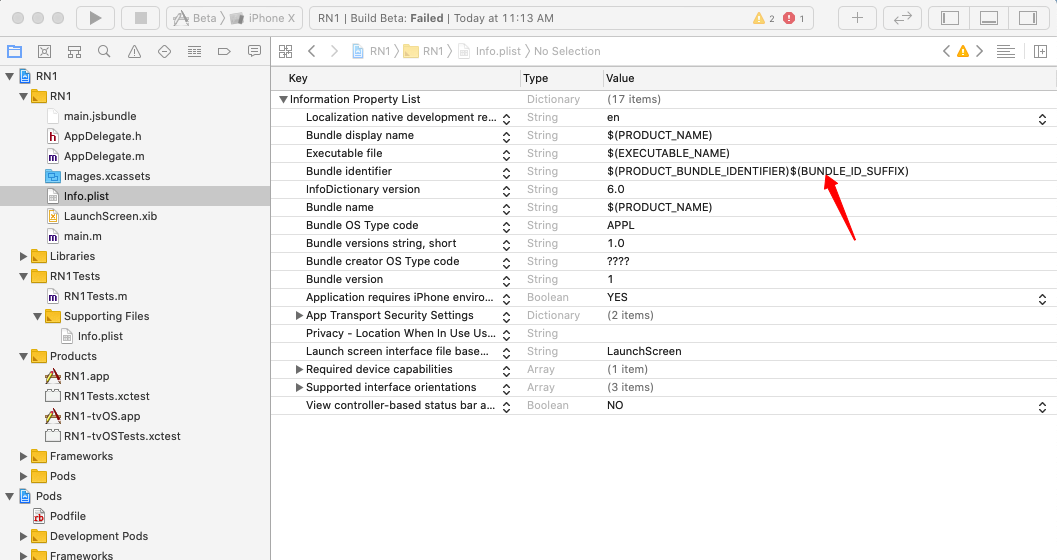 Beta iPhone X RN1 | Build Beta: Failed | Today at 11:13 AM 2 1
RN1 RN1 Info.plist No Selection
Key Type Value
Information Property List Dictionary (17 items)
Localization native development re... String en
Bundle display name String $(PRODUCT_NAME)
Executable file String $(EXECUTABLE_NAME)
Bundle identifier String $(PRODUCT_BUNDLE_IDENTIFIER)$(BUNDLE_ID_SUFFIX)
InfoDictionary version String 6.0
Bundle name String $(PRODUCT_NAME)
Bundle OS Type code String APPL
Bundle versions string, short String 1.0
Bundle creator OS Type code String ????
Bundle version String 1
Application requires iPhone enviro... Boolean YES
App Transport Security Settings Dictionary (2 items)
Privacy - Location When In Use Us... String
Launch screen interface file base... String LaunchScreen
Required device capabilities Array (1 item)
Supported interface orientations Array (3 items)
View controller-based status bar a... Boolean NO
RN1
RN1
main.jsbundle
h AppDelegate.h
m AppDelegate.m
Images.xcassets
Info.plist
LaunchScreen.xib
m main.m
Libraries
RN1Tests
m RN1Tests.m
Supporting Files
Info.plist
Products
RN1.app
RN1Tests.xctest
RN1-tvOS.app
RN1-tvOSTests.xctest
Frameworks
Pods
Pods
rb Podfile
Development Pods
Frameworks